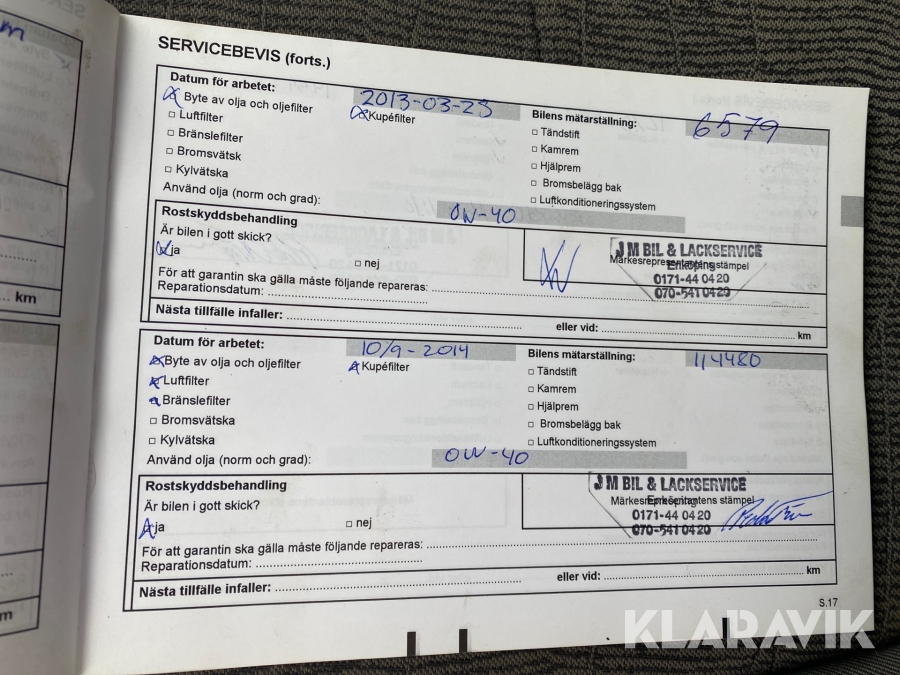 SERVICEBEVIS (forts.)
Datum för arbetet: 2013-03-23
Byte av olja och oljefilter Kupéfilter
Luftfilter
Bränslefilter
Bromsvätsk
Kylvätska
Bilens mätarställning: 6579
Tändstift
Kamrem
Hjälprem
Bromsbelägg bak
Luftkonditioneringssystem
Använd olja (norm och grad): 0W-40
Rostskyddsbehandling
Är bilen i gott skick?
ja nej
J M BIL & LACKSERVICE
Märkesrepresentantens stämpel
Enköping
0171-44 04 20
070-541 04 20
För att garantin ska gälla måste följande repareras:
Reparationsdatum:
Nästa tillfälle infaller: eller vid: km
Datum för arbetet: 10/9-2014
Byte av olja och oljefilter Kupéfilter
Luftfilter
Bränslefilter
Bromsvätska
Kylvätska
Bilens mätarställning: 114480
Tändstift
Kamrem
Hjälprem
Bromsbelägg bak
Luftkonditioneringssystem
Använd olja (norm och grad): 0W-40
Rostskyddsbehandling
Är bilen i gott skick?
ja nej
J M BIL & LACKSERVICE
Märkesrepresentantens stämpel
Enköping
0171-44 04 20
070-541 04 20
För att garantin ska gälla måste följande repareras:
Reparationsdatum:
Nästa tillfälle infaller: eller vid: km
S.17
km
KLARAVIK